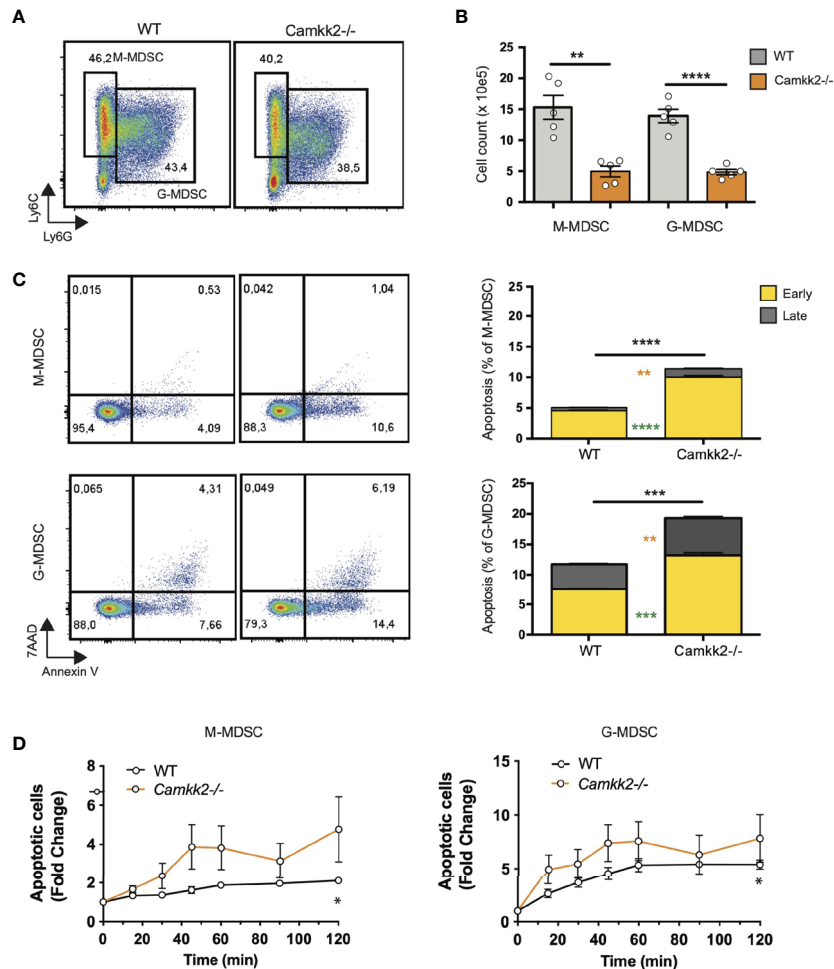 A
WT
Camkk2-/-
46,2 M-MDSC
40,2
43,4
38,5
G-MDSC
Ly6C
Ly6G
B
25
20
15
10
5
0
Cell count (x 10e5)
**
****
WT
Camkk2-/-
M-MDSC
G-MDSC
C
M-MDSC
0,015
0,53
0,042
1,04
95,4
4,09
88,3
10,6
G-MDSC
0,065
4,31
0,049
6,19
88,0
7,66
79,3
14,4
7AAD
Annexin V
Early
Late
Apoptosis (% of M-MDSC)
25
20
15
10
5
0
****
**
****
WT
Camkk2-/-
Apoptosis (% of G-MDSC)
25
20
15
10
5
0
***
**
***
WT
Camkk2-/-
D
M-MDSC
Apoptotic cells
(Fold Change)
8
6
4
2
0
WT
Camkk2-/-
*
0 20 40 60 80 100 120
Time (min)
G-MDSC
Apoptotic cells
(Fold Change)
15
10
5
0
WT
Camkk2-/-
*
0 20 40 60 80 100 120
Time (min)